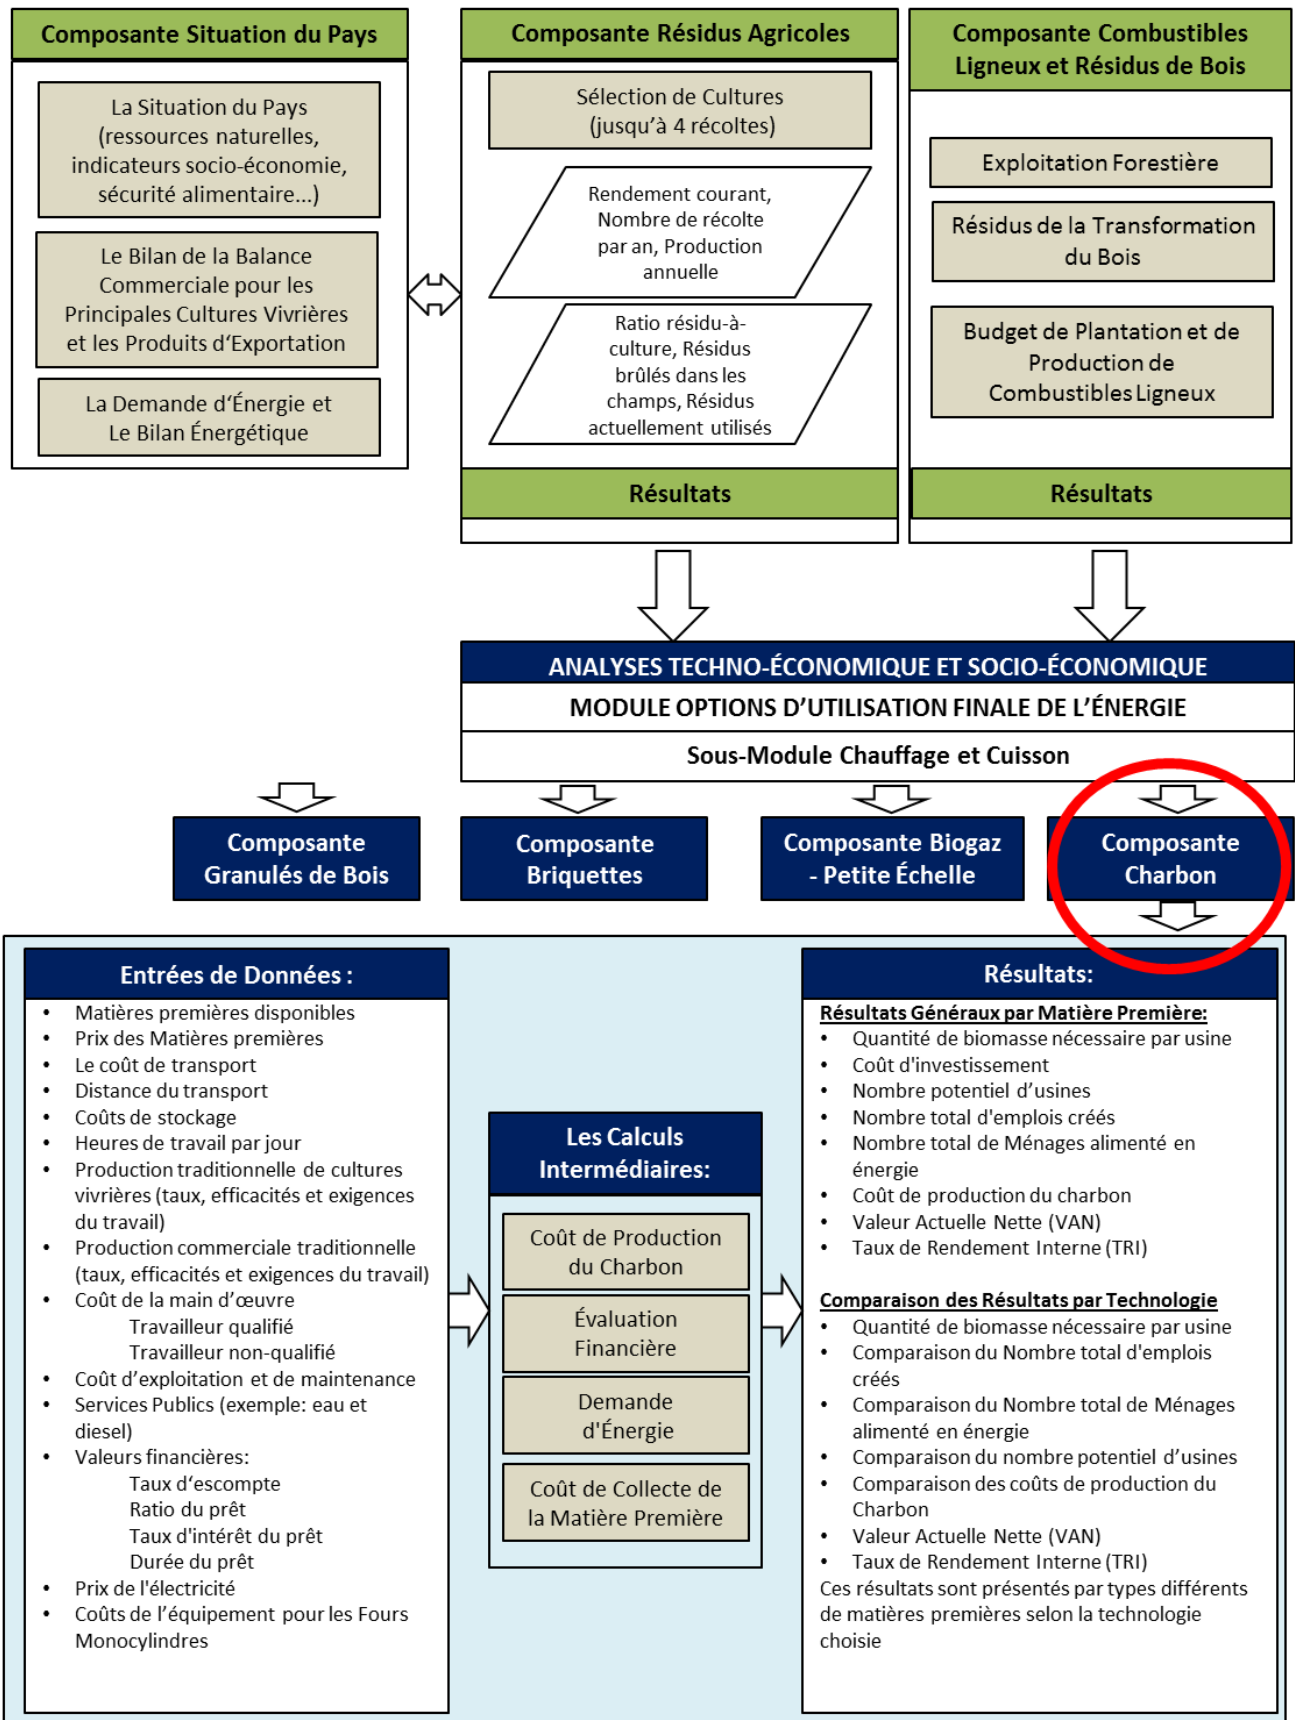 Composante Situation du Pays
La Situation du Pays
(ressources naturelles,
indicateurs socio-économie,
sécurité alimentaire...)
Le Bilan de la Balance
Commerciale pour les
Principales Cultures Vivrières
et les Produits d‘Exportation
La Demande d‘Énergie et
Le Bilan Énergétique
Composante Résidus Agricoles
Sélection de Cultures
(jusqu’à 4 récoltes)
Rendement courant,
Nombre de récolte
par an, Production
annuelle
Ratio résidu-à-
culture, Résidus
brûlés dans les
champs, Résidus
actuellement utilisés
Résultats
Composante Combustibles
Ligneux et Résidus de Bois
Exploitation Forestière
Résidus de la Transformation
du Bois
Budget de Plantation et de
Production de
Combustibles Ligneux
Résultats
ANALYSES TECHNO-ÉCONOMIQUE ET SOCIO-ÉCONOMIQUE
MODULE OPTIONS D’UTILISATION FINALE DE L’ÉNERGIE
Sous-Module Chauffage et Cuisson
Composante
Granulés de Bois
Composante
Briquettes
Composante Biogaz
- Petite Échelle
Composante
Charbon
Entrées de Données :
• Matières premières disponibles
• Prix des Matières premières
• Le coût de transport
• Distance du transport
• Coûts de stockage
• Heures de travail par jour
• Production traditionnelle de cultures
vivrières (taux, efficacités et exigences
du travail)
• Production commerciale traditionnelle
(taux, efficacités et exigences du travail)
• Coût de la main d’œuvre
Travailleur qualifié
Travailleur non-qualifié
• Coût d’exploitation et de maintenance
• Services Publics (exemple: eau et
diesel)
• Valeurs financières:
Taux d‘escompte
Ratio du prêt
Taux d'intérêt du prêt
Durée du prêt
• Prix de l'électricité
• Coûts de l’équipement pour les Fours
Monocylindres
Les Calculs
Intermédiaires:
Coût de Production
du Charbon
Évaluation
Financière
Demande
d'Énergie
Coût de Collecte de
la Matière Première
Résultats:
Résultats Généraux par Matière Première:
• Quantité de biomasse nécessaire par usine
• Coût d'investissement
• Nombre potentiel d’usines
• Nombre total d'emplois créés
• Nombre total de Ménages alimenté en
énergie
• Coût de production du charbon
• Valeur Actuelle Nette (VAN)
• Taux de Rendement Interne (TRI)
Comparaison des Résultats par Technologie
• Quantité de biomasse nécessaire par usine
• Comparaison du Nombre total d'emplois
créés
• Comparaison du Nombre total de Ménages
alimenté en énergie
• Comparaison du nombre potentiel d’usines
• Comparaison des coûts de production du
Charbon
• Valeur Actuelle Nette (VAN)
• Taux de Rendement Interne (TRI)
Ces résultats sont présentés par types différents
de matières premières selon la technologie
choisie